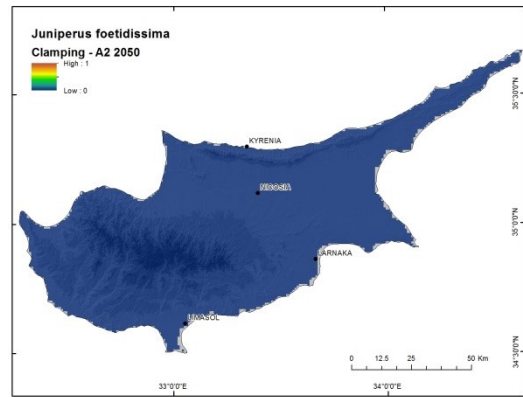 Juniperus foetidissima
Clamping - A2 2050
High : 1
Low : 0
KYRENIA
NICOSIA
LARNAKA
LIMASOL
35°30'0"N
35°0'0"N
34°30'0"N
0 12.5 25 50 Km
33°0'0"E 34°0'0"E